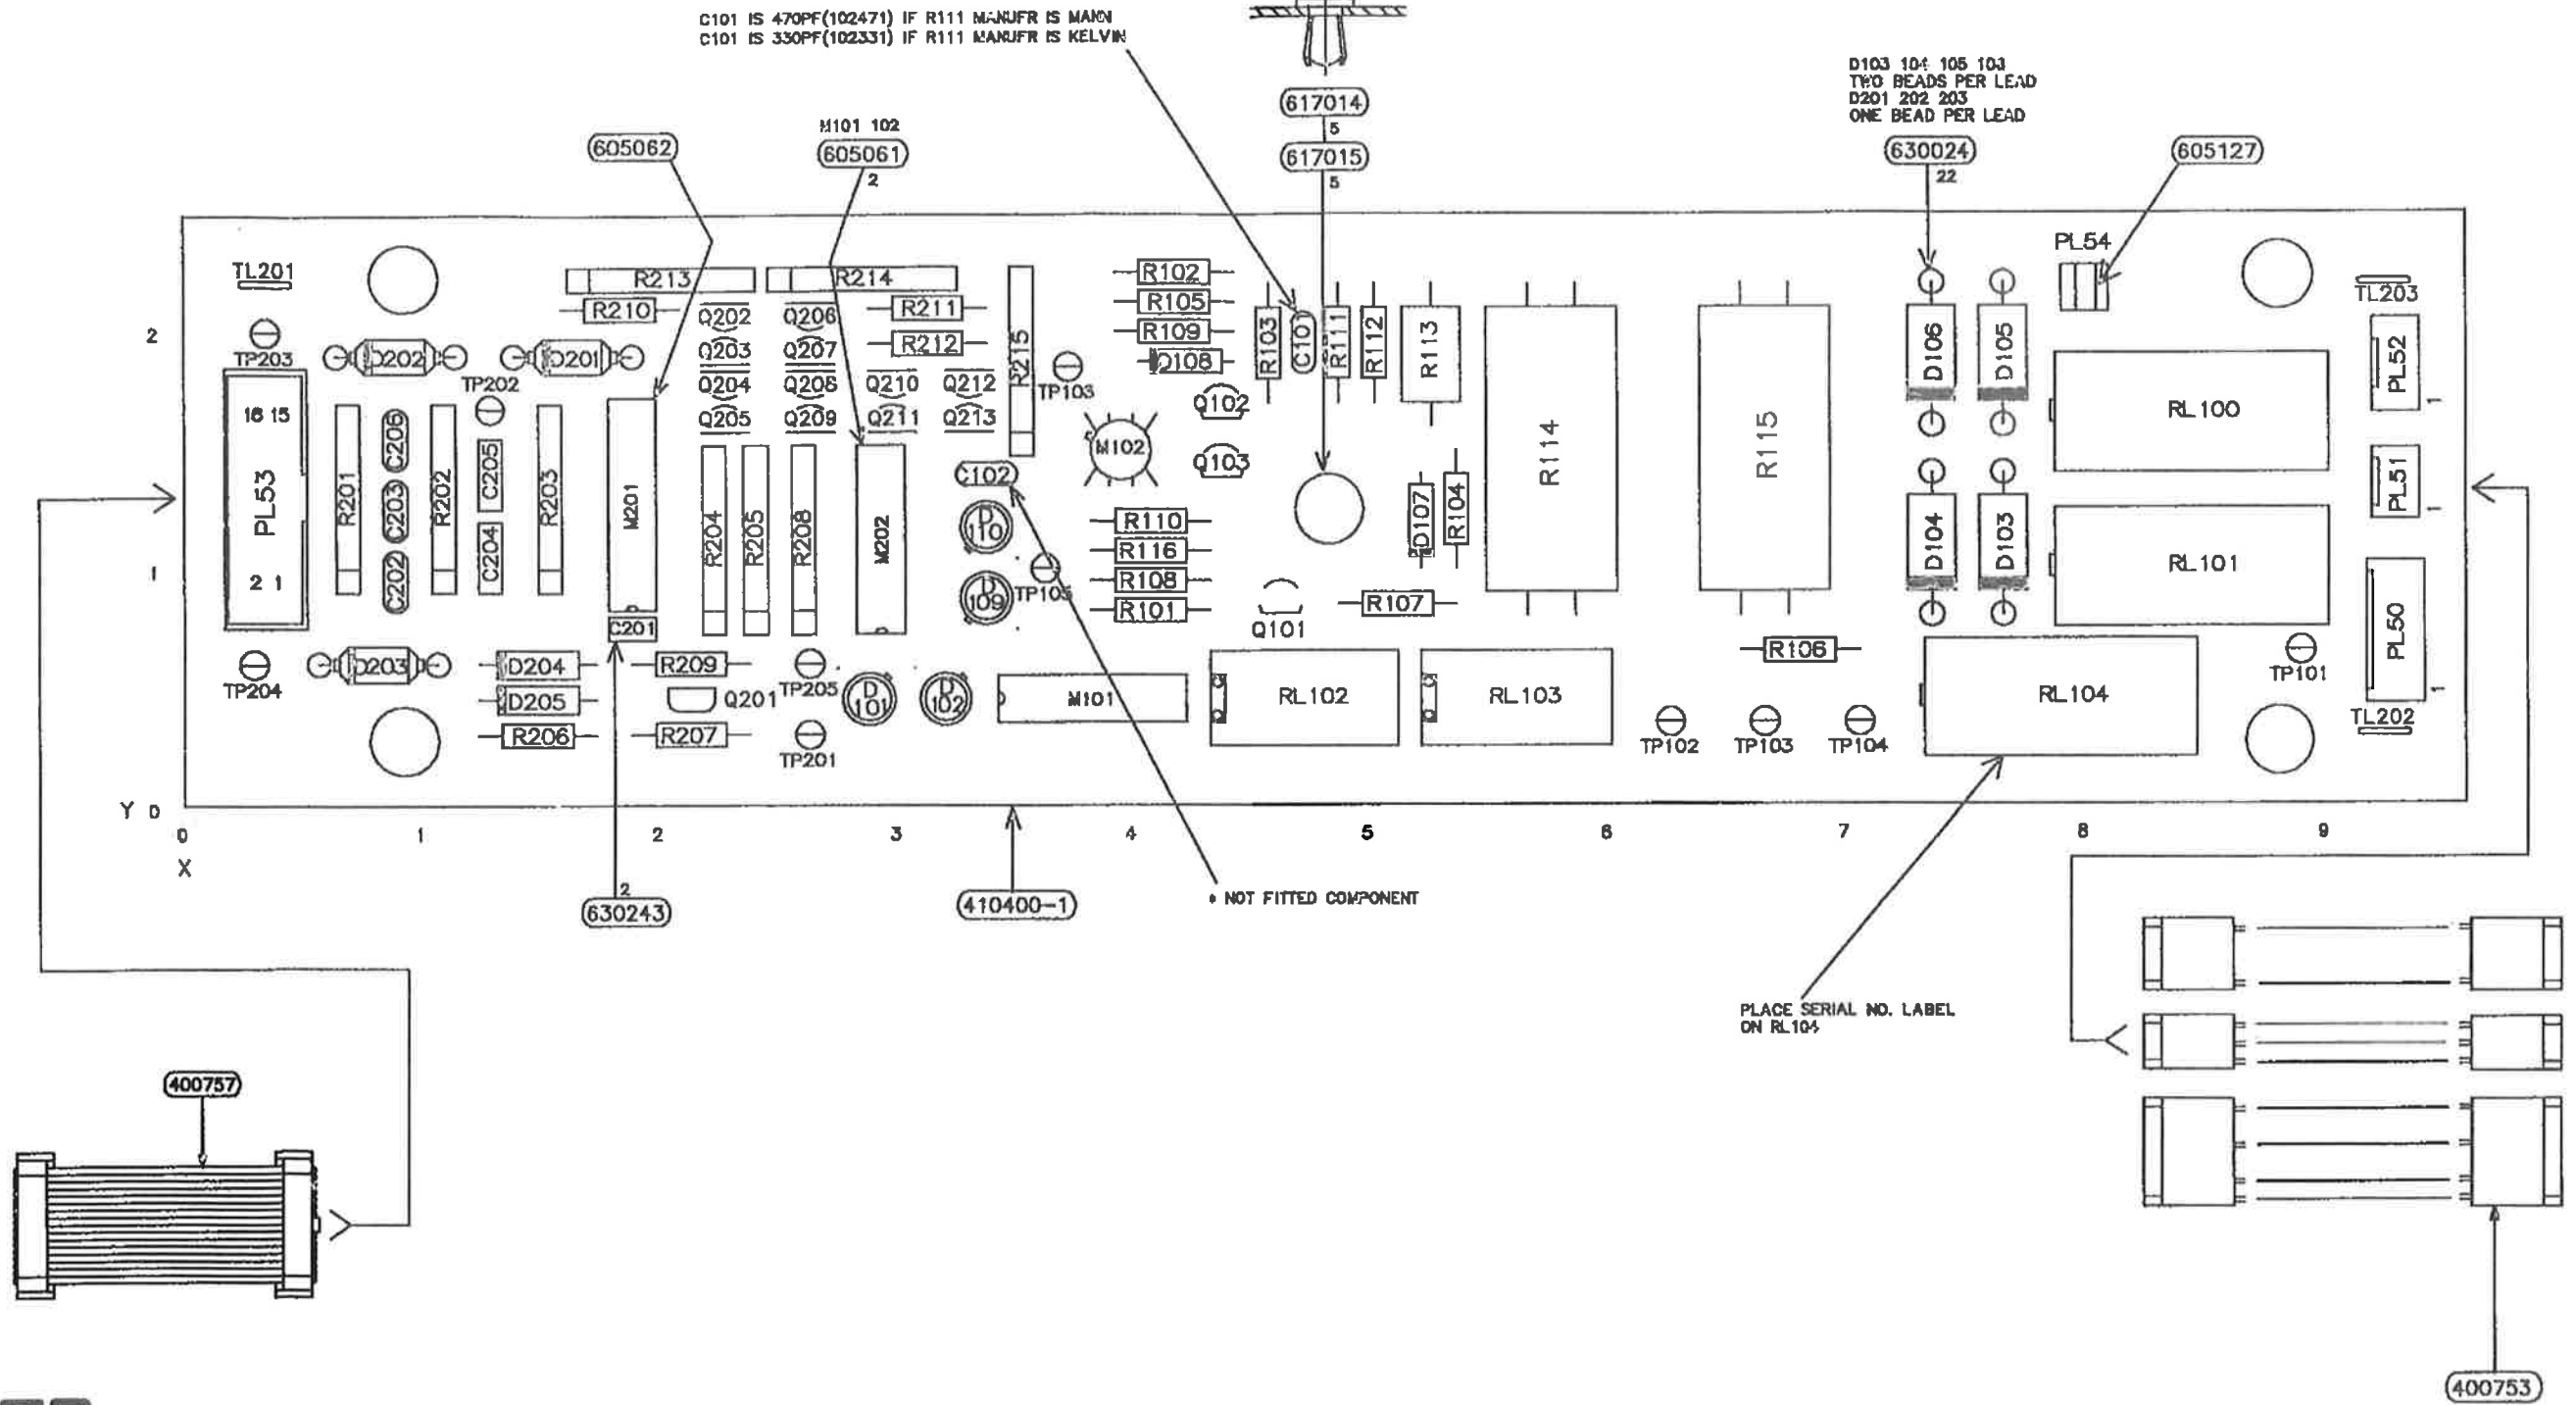 C101 IS 470PF(102471) IF R111 MANUFR IS MANN
C101 IS 330PF(102331) IF R111 MANUFR IS KELVIN
617014
5
617015
5
D103 104 105 103
TWO BEADS PER LEAD
D201 202 203
ONE BEAD PER LEAD
630024
22
605127
605062
M101 102
605061
2
TL201
R213
R214
R102
PL54
TL203
R210
Q202
Q206
R211
R105
R109
D108
R103
C101
R111
R112
R113
D106
D105
PL52
1
2
TP203
D202
D201
TP202
Q203
Q207
R212
R215
TP103
Q204
Q208
Q210
Q212
Q205
Q209
Q211
Q213
Q102
Q103
M102
RL100
16 15
PL53
2 1
R201
C206
C203
C202
R202
C205
C204
R203
M201
C201
R204
R205
R208
M202
C102
D
110
D
109
TP105
R110
R116
R108
R101
Q101
D107
R104
R107
R114
R115
D104
D103
RL101
PL51
1
1
PL50
1
TP204
D203
D204
D205
R206
R209
Q201
R207
TP205
TP201
D
101
D
102
M101
RL102
RL103
R106
TP102
TP103
TP104
RL104
TP101
TL202
Y 0
0
1
2
3
4
5
6
7
8
9
X
2
630243
410400-1
* NOT FITTED COMPONENT
PLACE SERIAL NO. LABEL
ON RL104
400757
400753